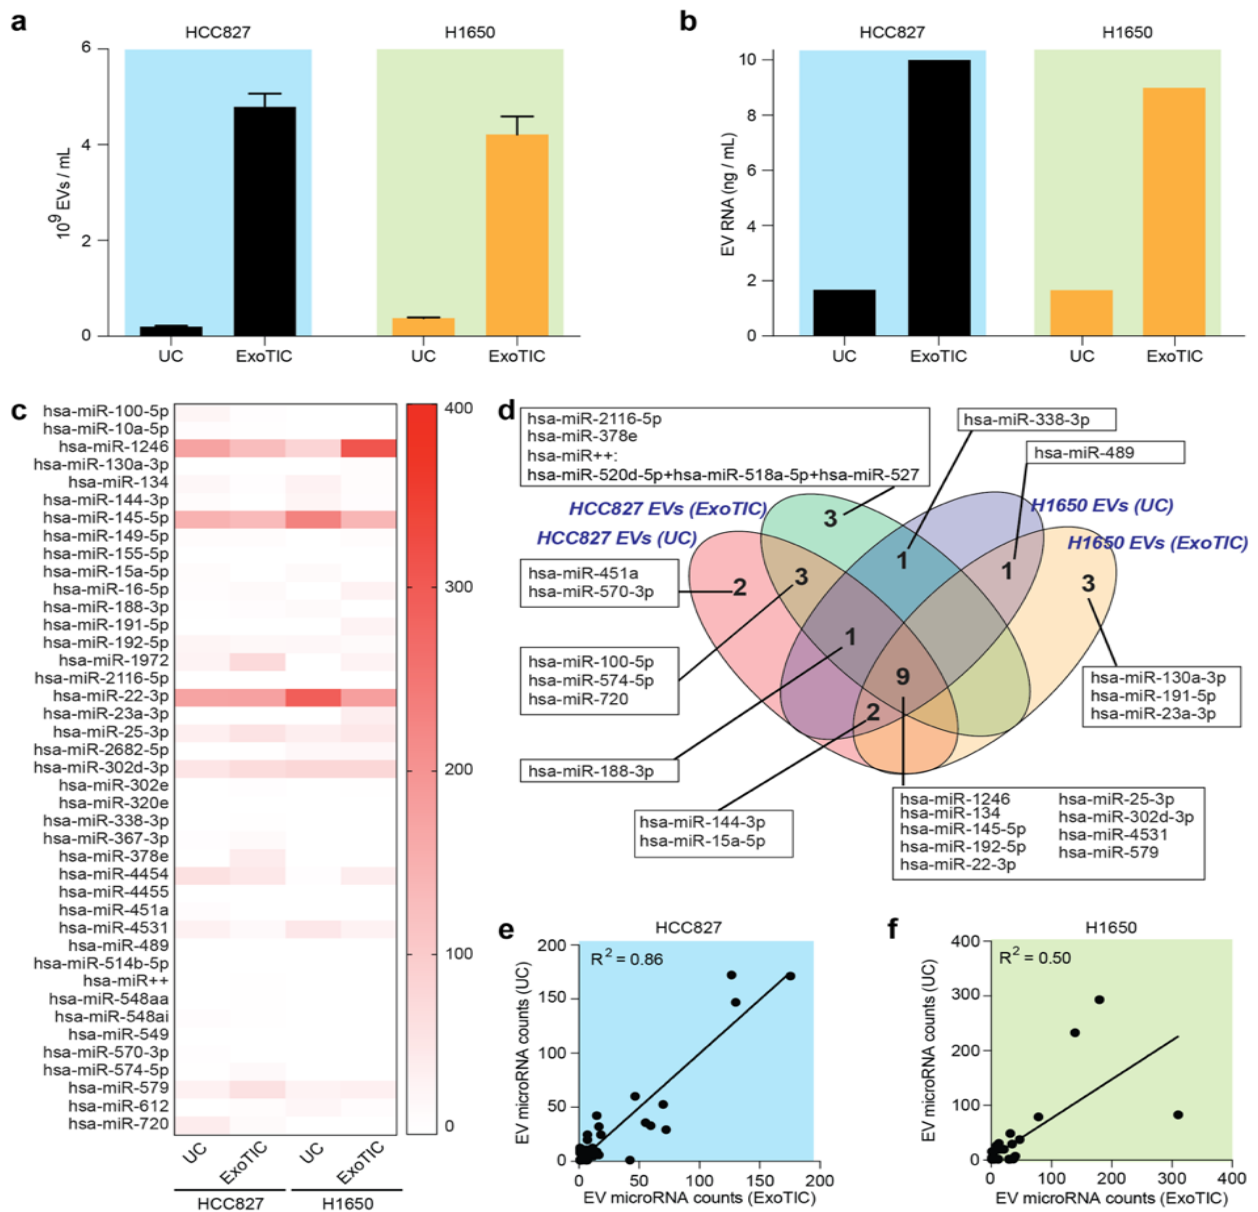 a
HCC827
H1650
6
4
2
0
10^9 EVs / mL
UC
ExoTIC
UC
ExoTIC
b
HCC827
H1650
10
8
6
4
2
0
EV RNA (ng / mL)
UC
ExoTIC
UC
ExoTIC
c
hsa-miR-100-5p
hsa-miR-10a-5p
hsa-miR-1246
hsa-miR-130a-3p
hsa-miR-134
hsa-miR-144-3p
hsa-miR-145-5p
hsa-miR-149-5p
hsa-miR-155-5p
hsa-miR-15a-5p
hsa-miR-16-5p
hsa-miR-188-3p
hsa-miR-191-5p
hsa-miR-192-5p
hsa-miR-1972
hsa-miR-2116-5p
hsa-miR-22-3p
hsa-miR-23a-3p
hsa-miR-25-3p
hsa-miR-2682-5p
hsa-miR-302d-3p
hsa-miR-302e
hsa-miR-320e
hsa-miR-338-3p
hsa-miR-367-3p
hsa-miR-378e
hsa-miR-4454
hsa-miR-4455
hsa-miR-451a
hsa-miR-4531
hsa-miR-489
hsa-miR-514b-5p
hsa-miR++
hsa-miR-548aa
hsa-miR-548ai
hsa-miR-549
hsa-miR-570-3p
hsa-miR-574-5p
hsa-miR-579
hsa-miR-612
hsa-miR-720
UC
ExoTIC
UC
ExoTIC
HCC827
H1650
400
300
200
100
0
d
hsa-miR-2116-5p
hsa-miR-378e
hsa-miR++:
hsa-miR-520d-5p+hsa-miR-518a-5p+hsa-miR-527
hsa-miR-338-3p
hsa-miR-489
HCC827 EVs (ExoTIC)
HCC827 EVs (UC)
H1650 EVs (UC)
H1650 EVs (ExoTIC)
3
1
1
3
2
3
1
9
2
hsa-miR-451a
hsa-miR-570-3p
hsa-miR-100-5p
hsa-miR-574-5p
hsa-miR-720
hsa-miR-188-3p
hsa-miR-144-3p
hsa-miR-15a-5p
hsa-miR-130a-3p
hsa-miR-191-5p
hsa-miR-23a-3p
hsa-miR-1246
hsa-miR-134
hsa-miR-145-5p
hsa-miR-192-5p
hsa-miR-22-3p
hsa-miR-25-3p
hsa-miR-302d-3p
hsa-miR-4531
hsa-miR-579
e
HCC827
R^2 = 0.86
200
150
100
50
0
EV microRNA counts (UC)
0
50
100
150
200
EV microRNA counts (ExoTIC)
f
H1650
R^2 = 0.50
400
300
200
100
0
EV microRNA counts (UC)
0
100
200
300
400
EV microRNA counts (ExoTIC)